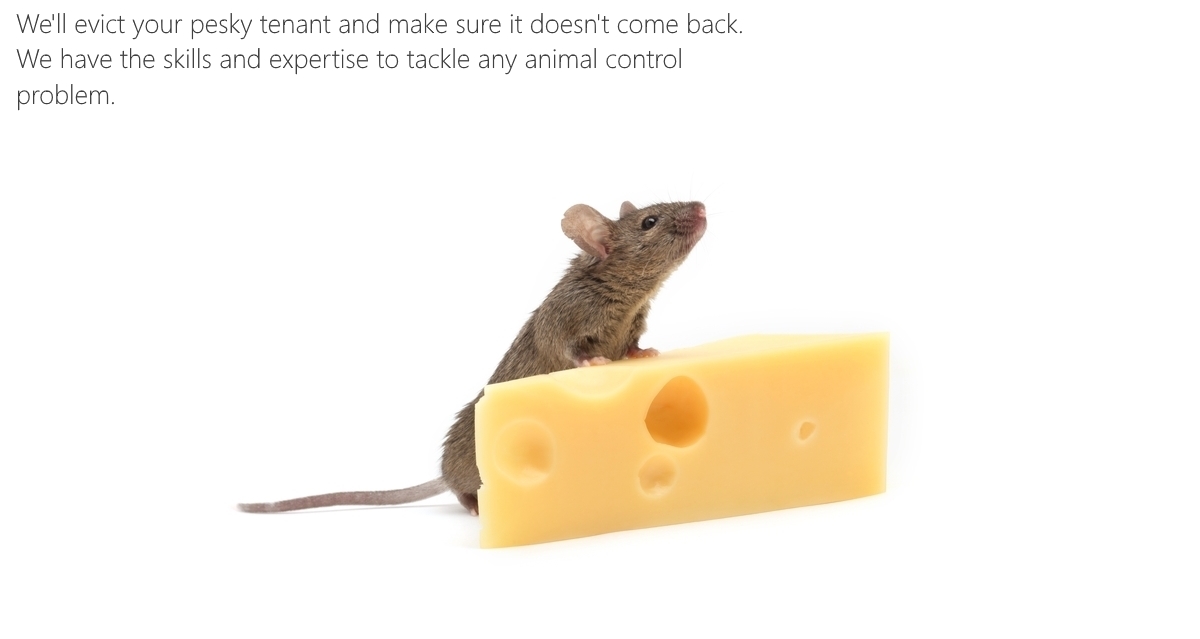 We'll evict your pesky tenant and make sure it doesn't come back.
We have the skills and expertise to tackle any animal control
problem.